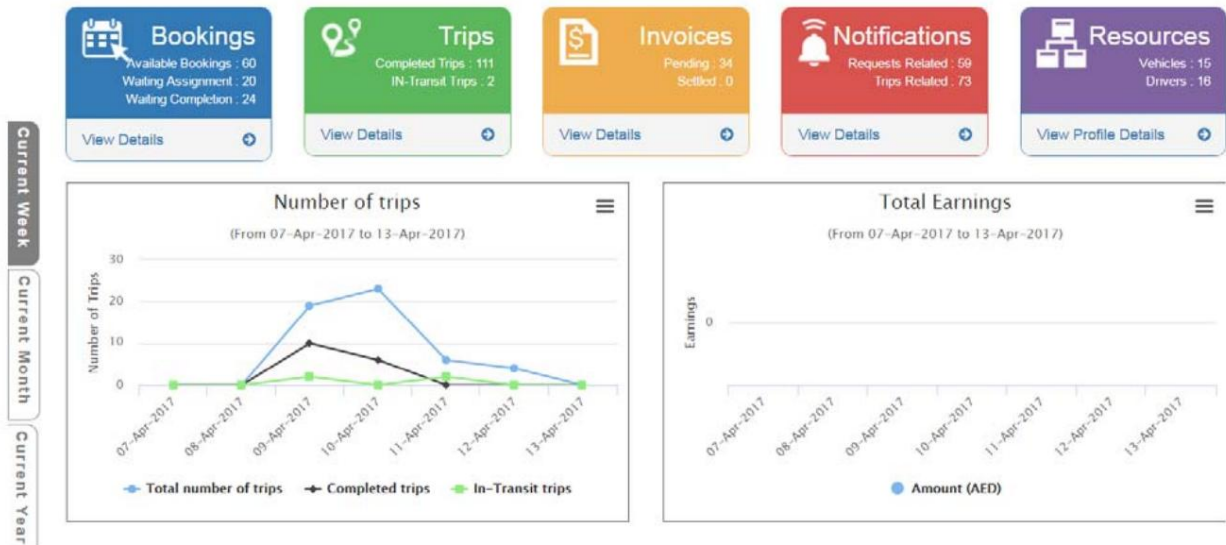 Bookings
Available Bookings : 60
Waiting Assignment : 20
Waiting Completion : 24
View Details
Trips
Completed Trips : 111
IN-Transit Trips : 2
View Details
Invoices
Pending : 34
Settled : 0
View Details
Notifications
Requests Related : 59
Trips Related : 73
View Details
Resources
Vehicles : 15
Drivers : 16
View Profile Details
Current Week
Current Month
Current Year
Number of trips
(From 07-Apr-2017 to 13-Apr-2017)
Number of Trips
30
20
10
0
07-Apr-2017
08-Apr-2017
09-Apr-2017
10-Apr-2017
11-Apr-2017
12-Apr-2017
13-Apr-2017
Total number of trips
Completed trips
In-Transit trips
Total Earnings
(From 07-Apr-2017 to 13-Apr-2017)
Earnings
0
07-Apr-2017
08-Apr-2017
09-Apr-2017
10-Apr-2017
11-Apr-2017
12-Apr-2017
13-Apr-2017
Amount (AED)